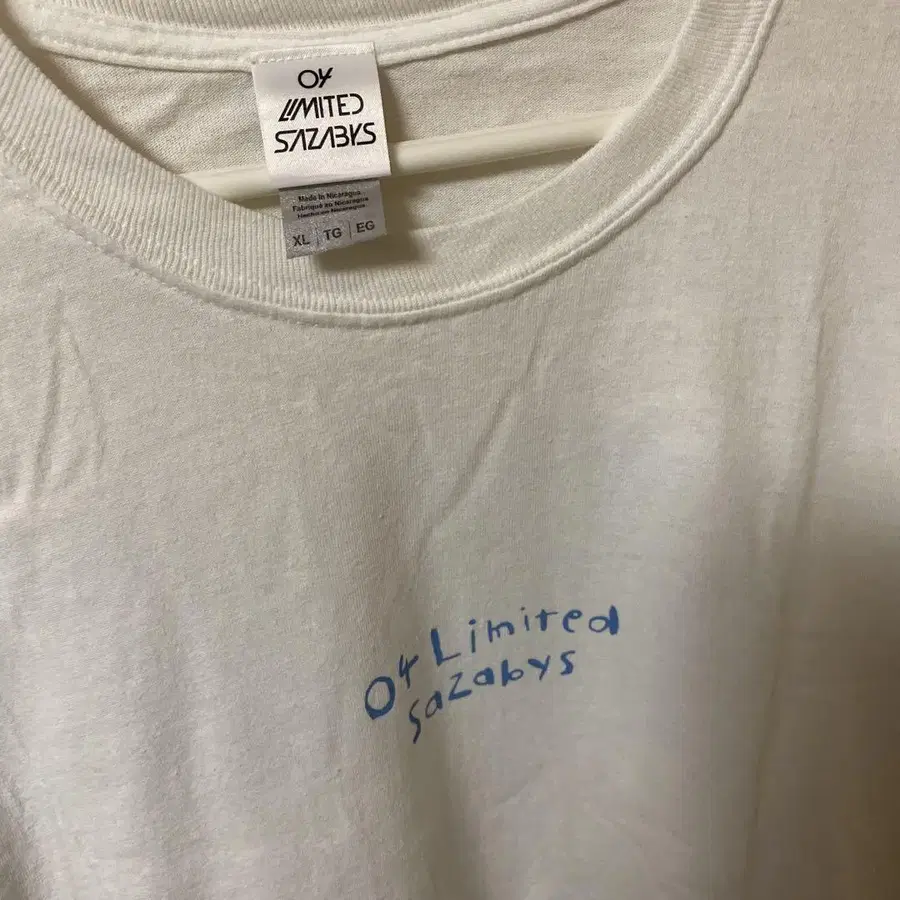 04
LIMITED
SAZABYS
Made in Nicaragua
Fabriqué au Nicaragua
Hecho en Nicaragua
XL | TG | EG
04 Limited
Sazabys